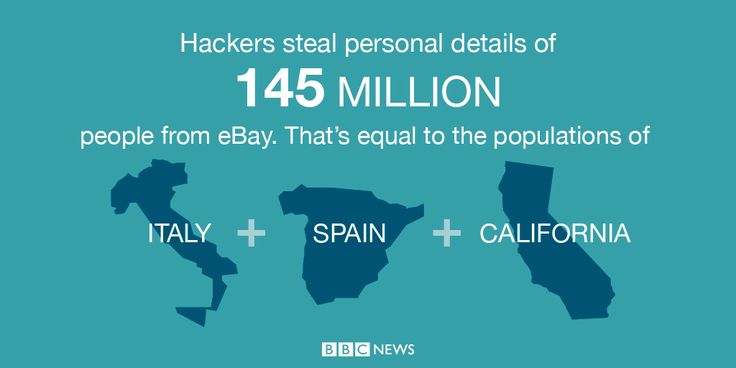 Hackers steal personal details of
145 MILLION
people from eBay. That's equal to the populations of
ITALY + SPAIN + CALIFORNIA
BBC NEWS